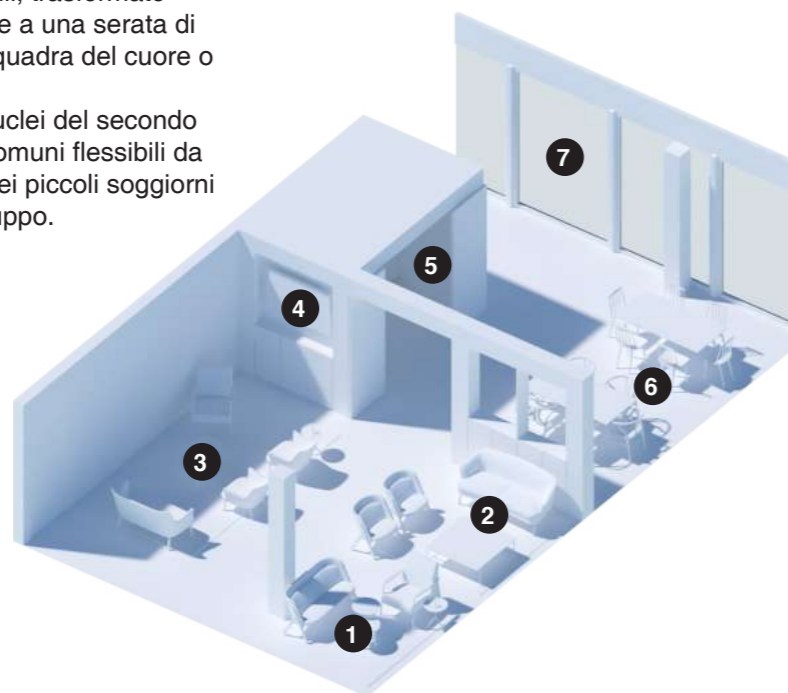 trasformate
e a una serata di
quadra del cuore o
uclei del secondo
omuni flessibili da
ei piccoli soggiorni
uppo.
7
5
4
6
3
2
1